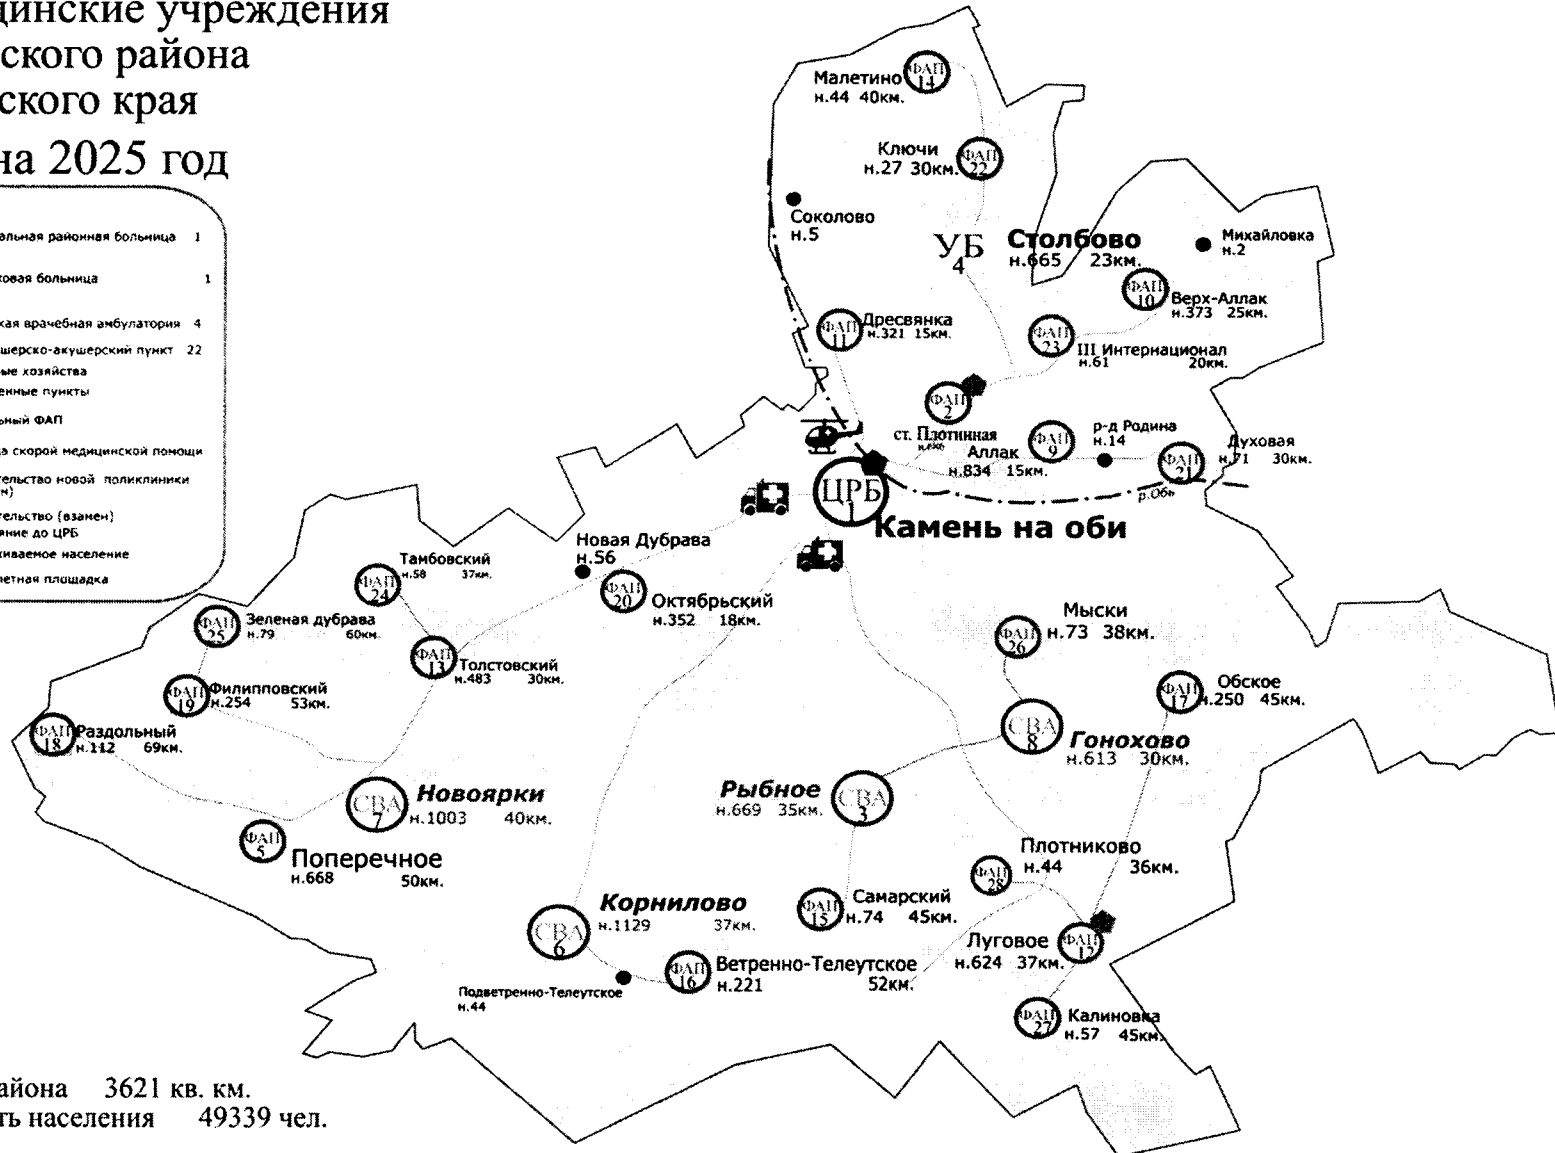 динские учреждения
ского района
ского края
на 2025 год
альная районная больница 1
ковая больница 1
кая врачебная амбулатория 4
шерско-акушерский пункт 22
ные хозяйства
енные пункты
льный ФАП
да скорой медицинской помощи
тельство новой поликлиники
н)
тельство (взамен)
яние до ЦРБ
киваемое население
летная площадка
Малетино
н.44 40км.
ФАП
14
Ключи
н.27 30км.
ФАП
22
Соколово
н.5
УБ
4
Столбово
н.665 23км.
Михайловка
н.2
ФАП
10
Верх-Аллак
н.373 25км.
ФАП
11
Дресвянка
н.321 15км.
ФАП
23
III Интернационал
н.61 20км.
ФАП
2
ст. Плотинная
ФАП
9
Аллак
н.834 15км.
р-д Родина
н.14
ФАП
21
Духовая
н.71 30км.
р.Обь
ЦРБ
1
Камень на оби
Новая Дубрава
н.56
Тамбовский
н.58 37км.
ФАП
24
ФАП
20
Октябрьский
н.352 18км.
ФАП
25
Зеленая дубрава
н.79 60км.
ФАП
13
Толстовский
н.483 30км.
Мыски
н.73 38км.
ФАП
26
ФАП
19
Филипповский
н.254 53км.
ФАП
17
Обское
н.250 45км.
ФАП
18
Раздольный
н.112 69км.
СВА
8
Гонохово
н.613 30км.
СВА
7
Новоярки
н.1003 40км.
Рыбное
н.669 35км.
СВА
3
ФАП
5
Поперечное
н.668 50км.
Плотниково
н.44 36км.
ФАП
28
Корнилово
н.1129 37км.
СВА
6
ФАП
15
Самарский
н.74 45км.
Луговое
н.624 37км.
ФАП
12
ФАП
16
Ветренно-Телеутское
н.221 52км.
Подветренно-Телеутское
н.44
ФАП
27
Калиновка
н.57 45км.
айона 3621 кв. км.
ть населения 49339 чел.